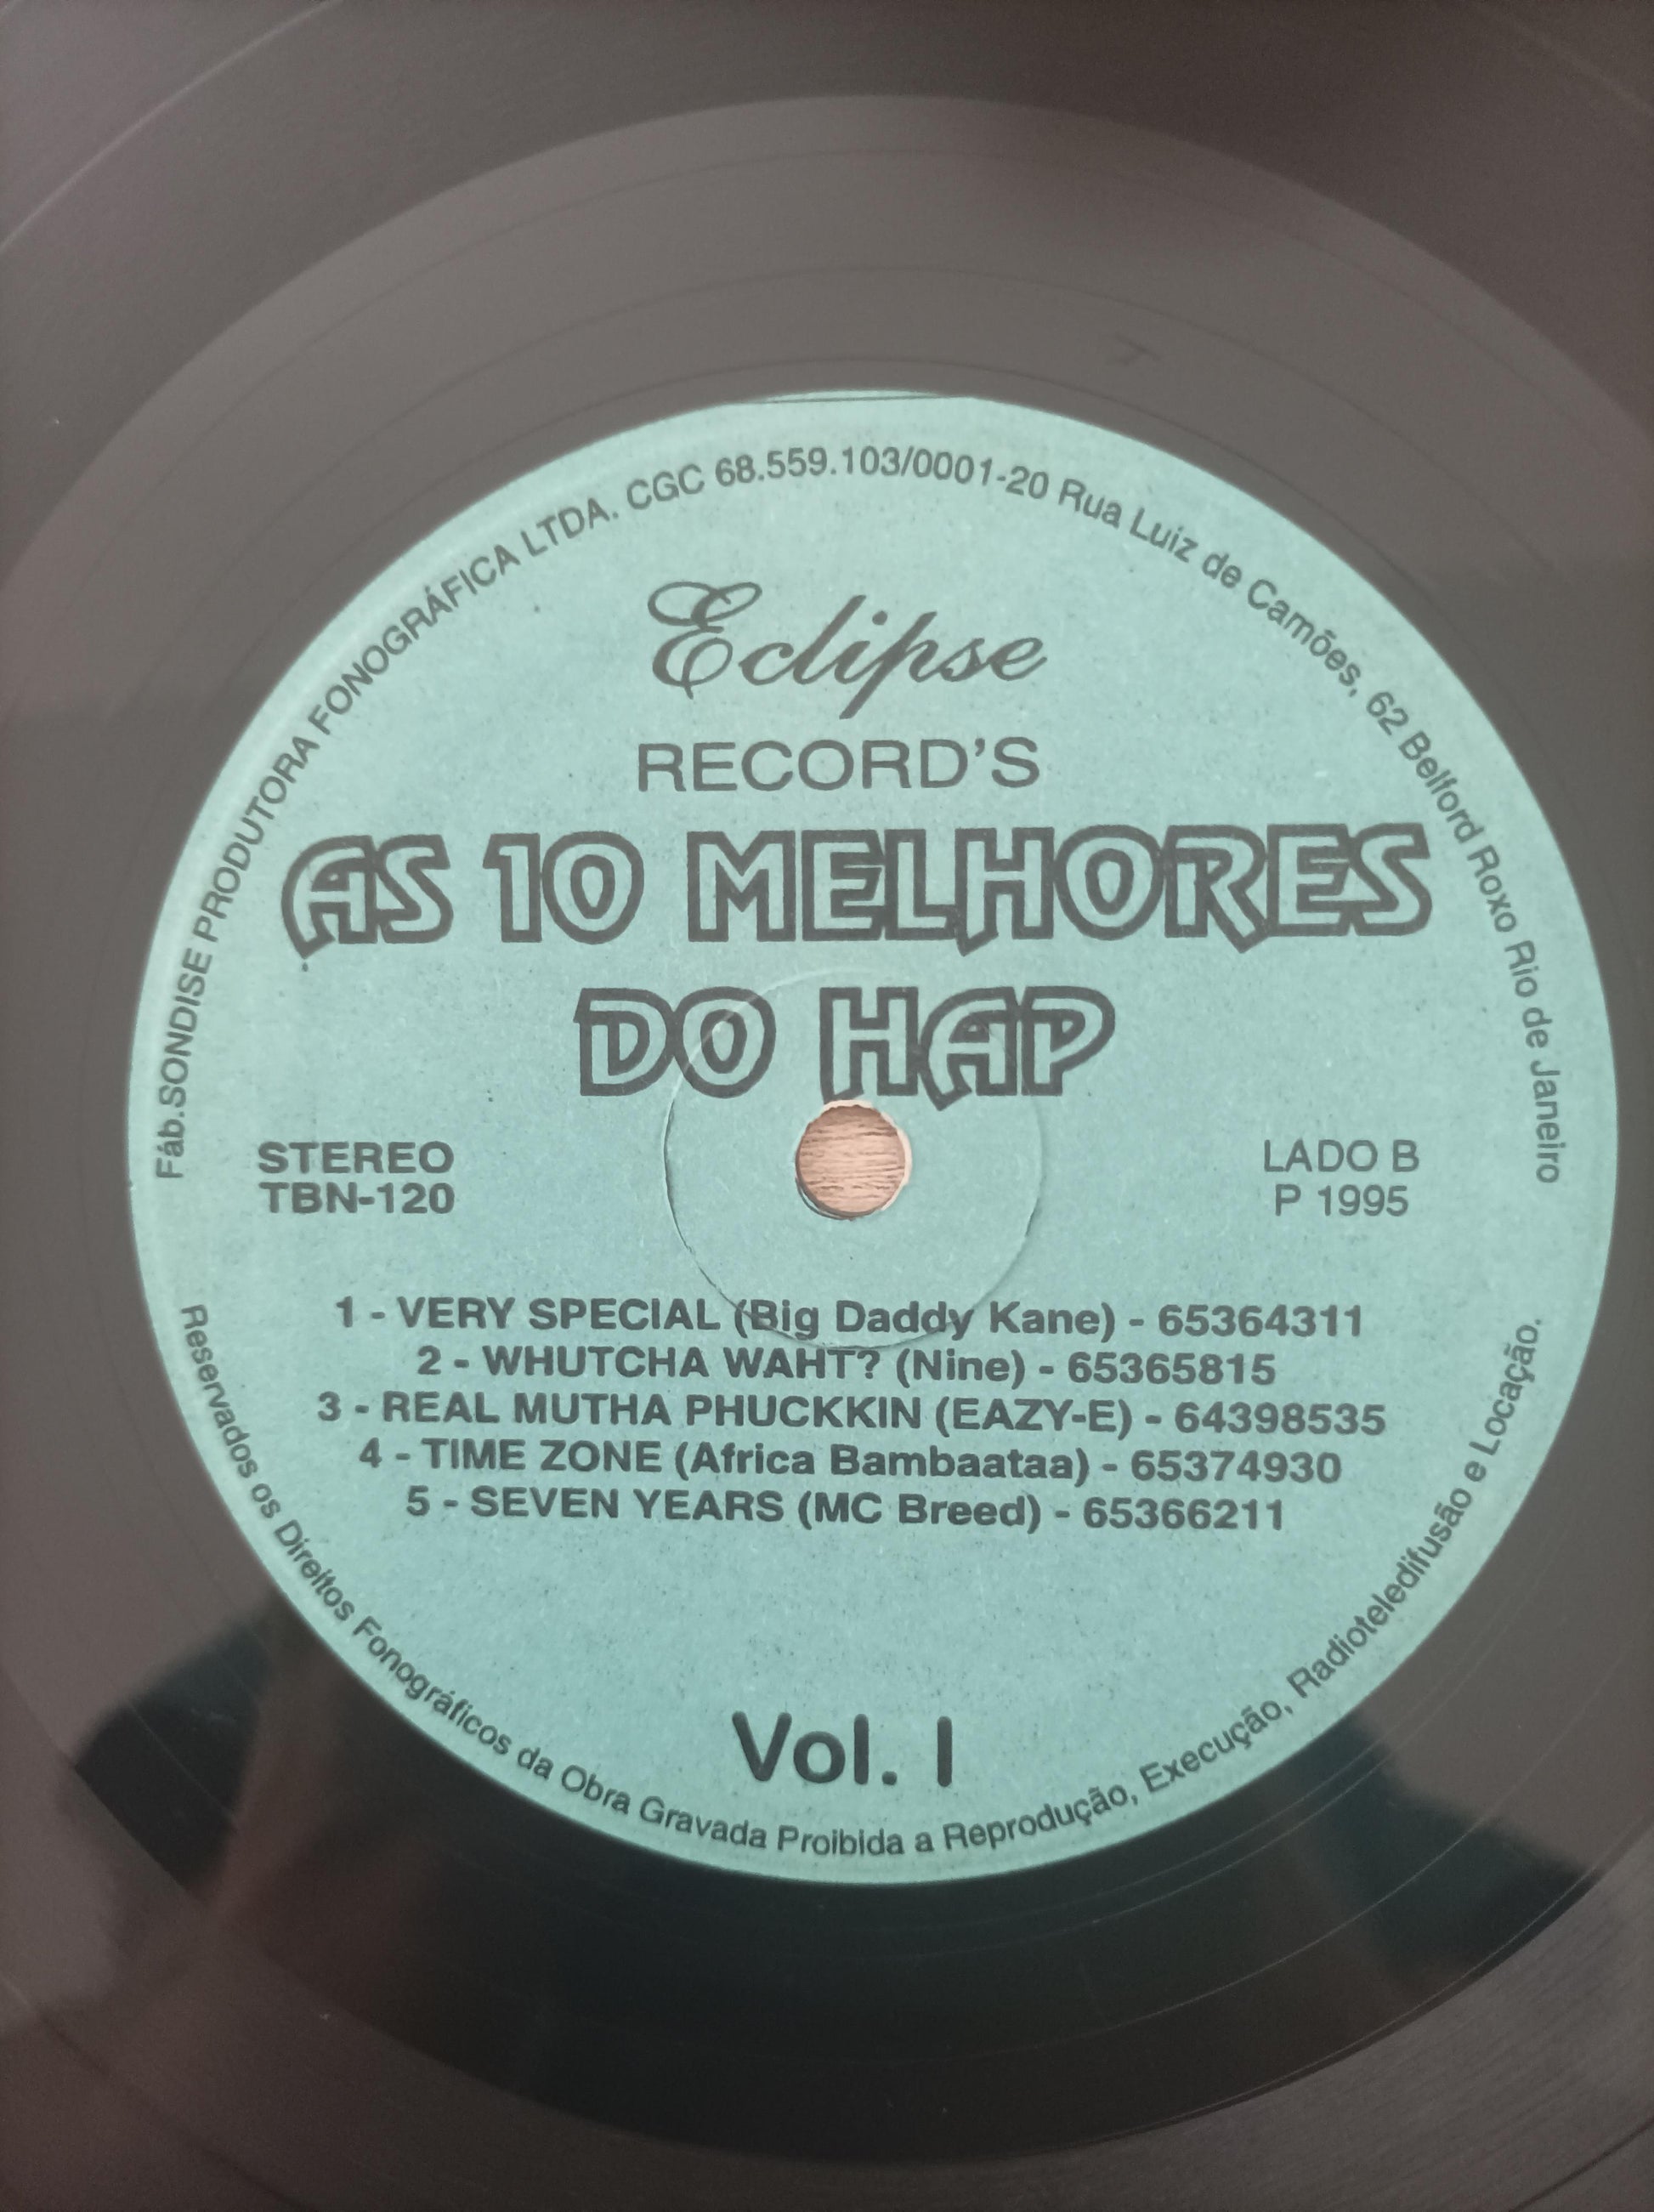 Fáb.SONDISE PRODUTORA FONOGRÁFICA LTDA. CGC 68.559.103/0001-20 Rua Luiz de Camões, 62 Belford Roxo Rio de Janeiro
Eclipse
RECORD'S
AS 10 MELHORES
DO HAP
STEREO
TBN-120
LADO B
P 1995
1 - VERY SPECIAL (Big Daddy Kane) - 65364311
2 - WHUTCHA WAHT? (Nine) - 65365815
3 - REAL MUTHA PHUCKKIN (EAZY-E) - 64398535
4 - TIME ZONE (Africa Bambaataa) - 65374930
5 - SEVEN YEARS (MC Breed) - 65366211
Vol. I
Reservados os Direitos Fonográficos da Obra Gravada Proibida a Reprodução, Execução, Radioteledifusão e Locação.